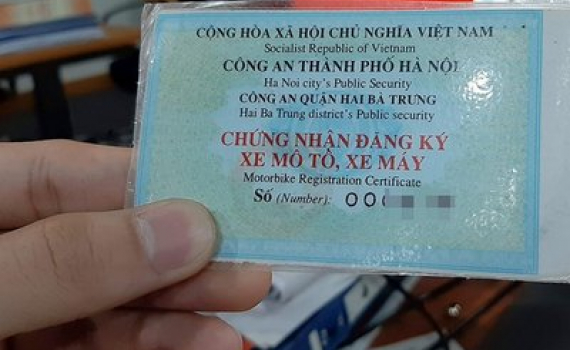 CỘNG HÒA XÃ HỘI CHỦ NGHĨA VIỆT NAM
Socialist Republic of Vietnam
CÔNG AN THÀNH PHỐ HÀ NỘI
Ha Noi city's Public Security
CÔNG AN QUẬN HAI BÀ TRƯNG
Hai Ba Trung district's Public security
CHỨNG NHẬN ĐĂNG KÝ
XE MÔ TÔ, XE MÁY
Motorbike Registration Certificate
Số (Number): 00